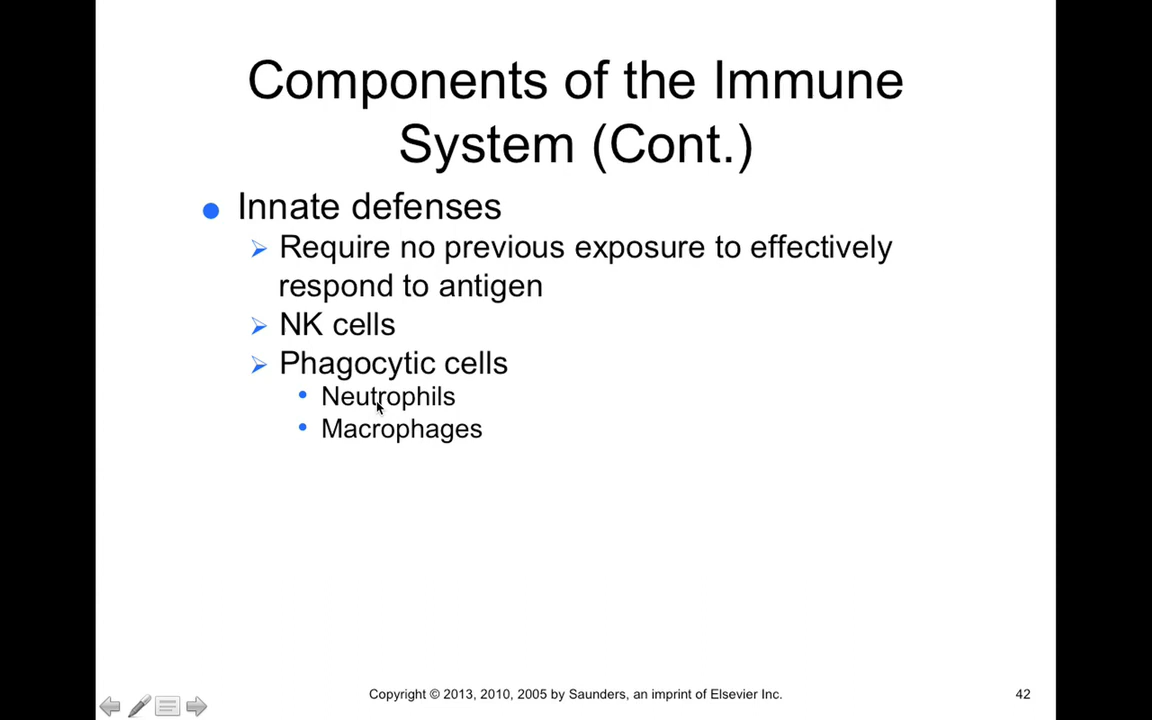 Components of the Immune
System (Cont.)
Innate defenses
Require no previous exposure to effectively
respond to antigen
NK cells
Phagocytic cells
Neutrophils
Macrophages
Copyright © 2013, 2010, 2005 by Saunders, an imprint of Elsevier Inc.
42